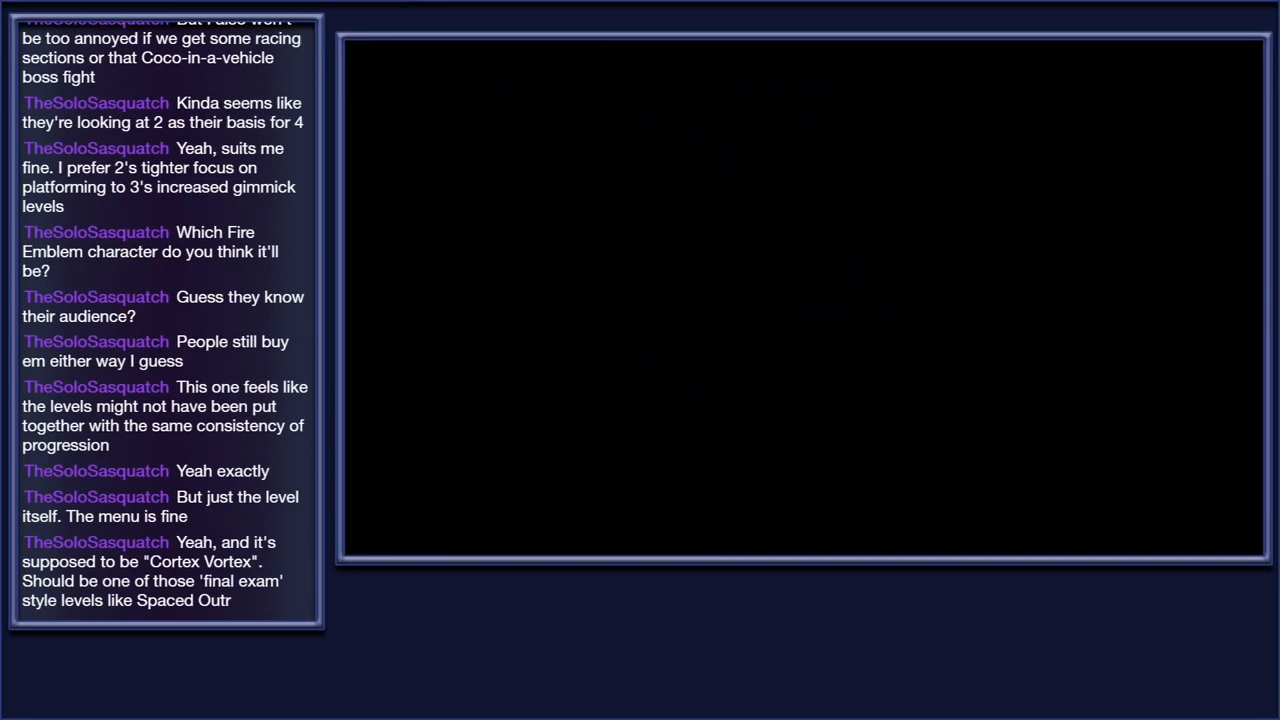 TheSoloSasquatch But I also won't
be too annoyed if we get some racing
sections or that Coco-in-a-vehicle
boss fight
TheSoloSasquatch Kinda seems like
they're looking at 2 as their basis for 4
TheSoloSasquatch Yeah, suits me
fine. I prefer 2's tighter focus on
platforming to 3's increased gimmick
levels
TheSoloSasquatch Which Fire
Emblem character do you think it'll
be?
TheSoloSasquatch Guess they know
their audience?
TheSoloSasquatch People still buy
em either way I guess
TheSoloSasquatch This one feels like
the levels might not have been put
together with the same consistency of
progression
TheSoloSasquatch Yeah exactly
TheSoloSasquatch But just the level
itself. The menu is fine
TheSoloSasquatch Yeah, and it's
supposed to be "Cortex Vortex".
Should be one of those 'final exam'
style levels like Spaced Outr